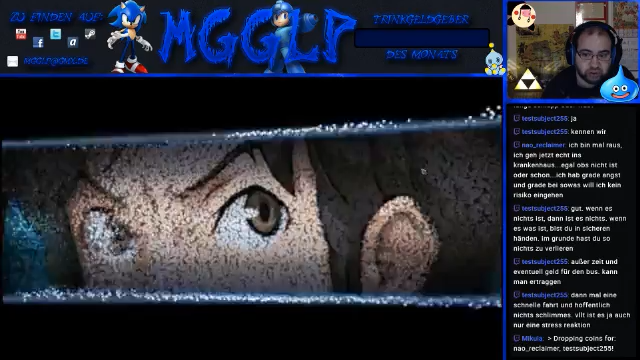 ZU FINDEN AUF:
MGGLP@GMX.DE
MGGLP
TRINKGELDGEBER
DES MONATS
testsubject255: ja
testsubject255: kennen wir
nao_reclaimer: ich bin mal raus,
ich geh jetzt echt ins
krankenhaus...egal obs nicht ist
oder schon...ich hab grade angst
und grade bei sowas will ich kein
risiko eingehen
testsubject255: gut. wenn es
nichts ist, dann ist es nichts. wenn
es was ist, bist du in sicheren
händen. im grunde hast du so
nichts zu verlieren
testsubject255: außer zeit und
eventuell geld für den bus. kann
man ertraggen
testsubject255: dann mal eine
schnelle fahrt und hoffentlich
nichts schlimmes. vllt ist es ja auch
nur eine stress reaktion
Mikuia: > Dropping coins for:
nao_reclaimer, testsubject255!